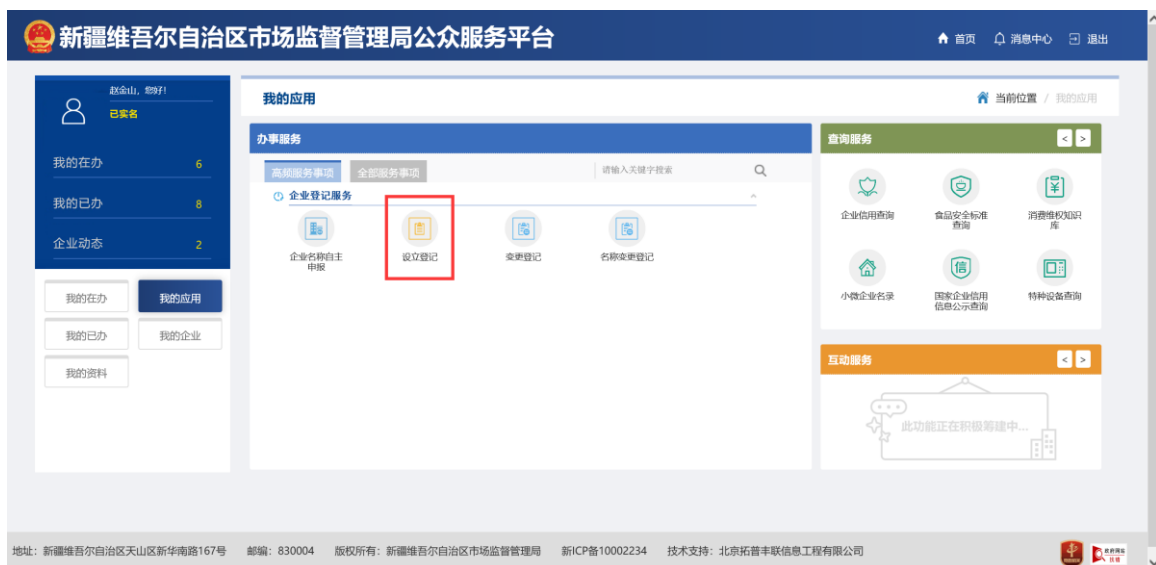 新疆维吾尔自治区市场监督管理局公众服务平台
首页 消息中心 退出
赵金山，您好！
已实名
我的在办 6
我的已办 8
企业动态 2
我的在办 我的应用
我的已办 我的企业
我的资料
我的应用
当前位置 / 我的应用
办事服务
高频服务事项 全部服务事项
请输入关键字搜索
企业登记服务
企业名称自主
申报
设立登记
变更登记
名称变更登记
查询服务
< >
企业信用查询
食品安全标准
查询
消费维权知识
库
小微企业名录
国家企业信用
信息公示查询
特种设备查询
互动服务
< >
此功能正在积极筹建中...
地址：新疆维吾尔自治区天山区新华南路167号 邮编：830004 版权所有：新疆维吾尔自治区市场监督管理局 新ICP备10002234 技术支持：北京拓普丰联信息工程有限公司
政府网站
找错